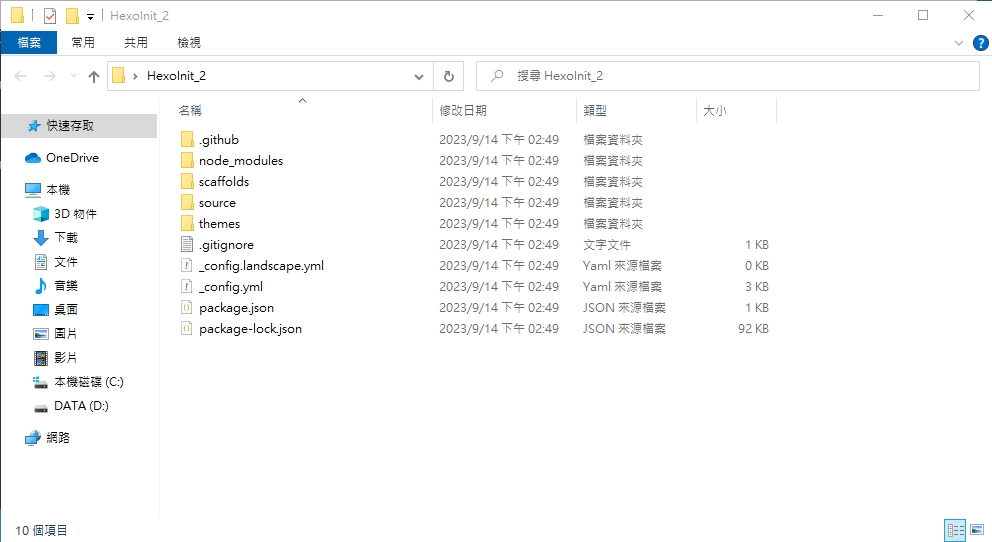 HexoInit_2
檔案 常用 共用 檢視
HexoInit_2 搜尋 HexoInit_2
名稱 修改日期 類型 大小
快速存取
OneDrive
本機
3D 物件
下載
文件
音樂
桌面
圖片
影片
本機磁碟 (C:)
DATA (D:)
網路
.github 2023/9/14 下午 02:49 檔案資料夾
node_modules 2023/9/14 下午 02:49 檔案資料夾
scaffolds 2023/9/14 下午 02:49 檔案資料夾
source 2023/9/14 下午 02:49 檔案資料夾
themes 2023/9/14 下午 02:49 檔案資料夾
.gitignore 2023/9/14 下午 02:49 文字文件 1 KB
_config.landscape.yml 2023/9/14 下午 02:49 Yaml 來源檔案 0 KB
_config.yml 2023/9/14 下午 02:49 Yaml 來源檔案 3 KB
package.json 2023/9/14 下午 02:49 JSON 來源檔案 1 KB
package-lock.json 2023/9/14 下午 02:49 JSON 來源檔案 92 KB
10 個項目